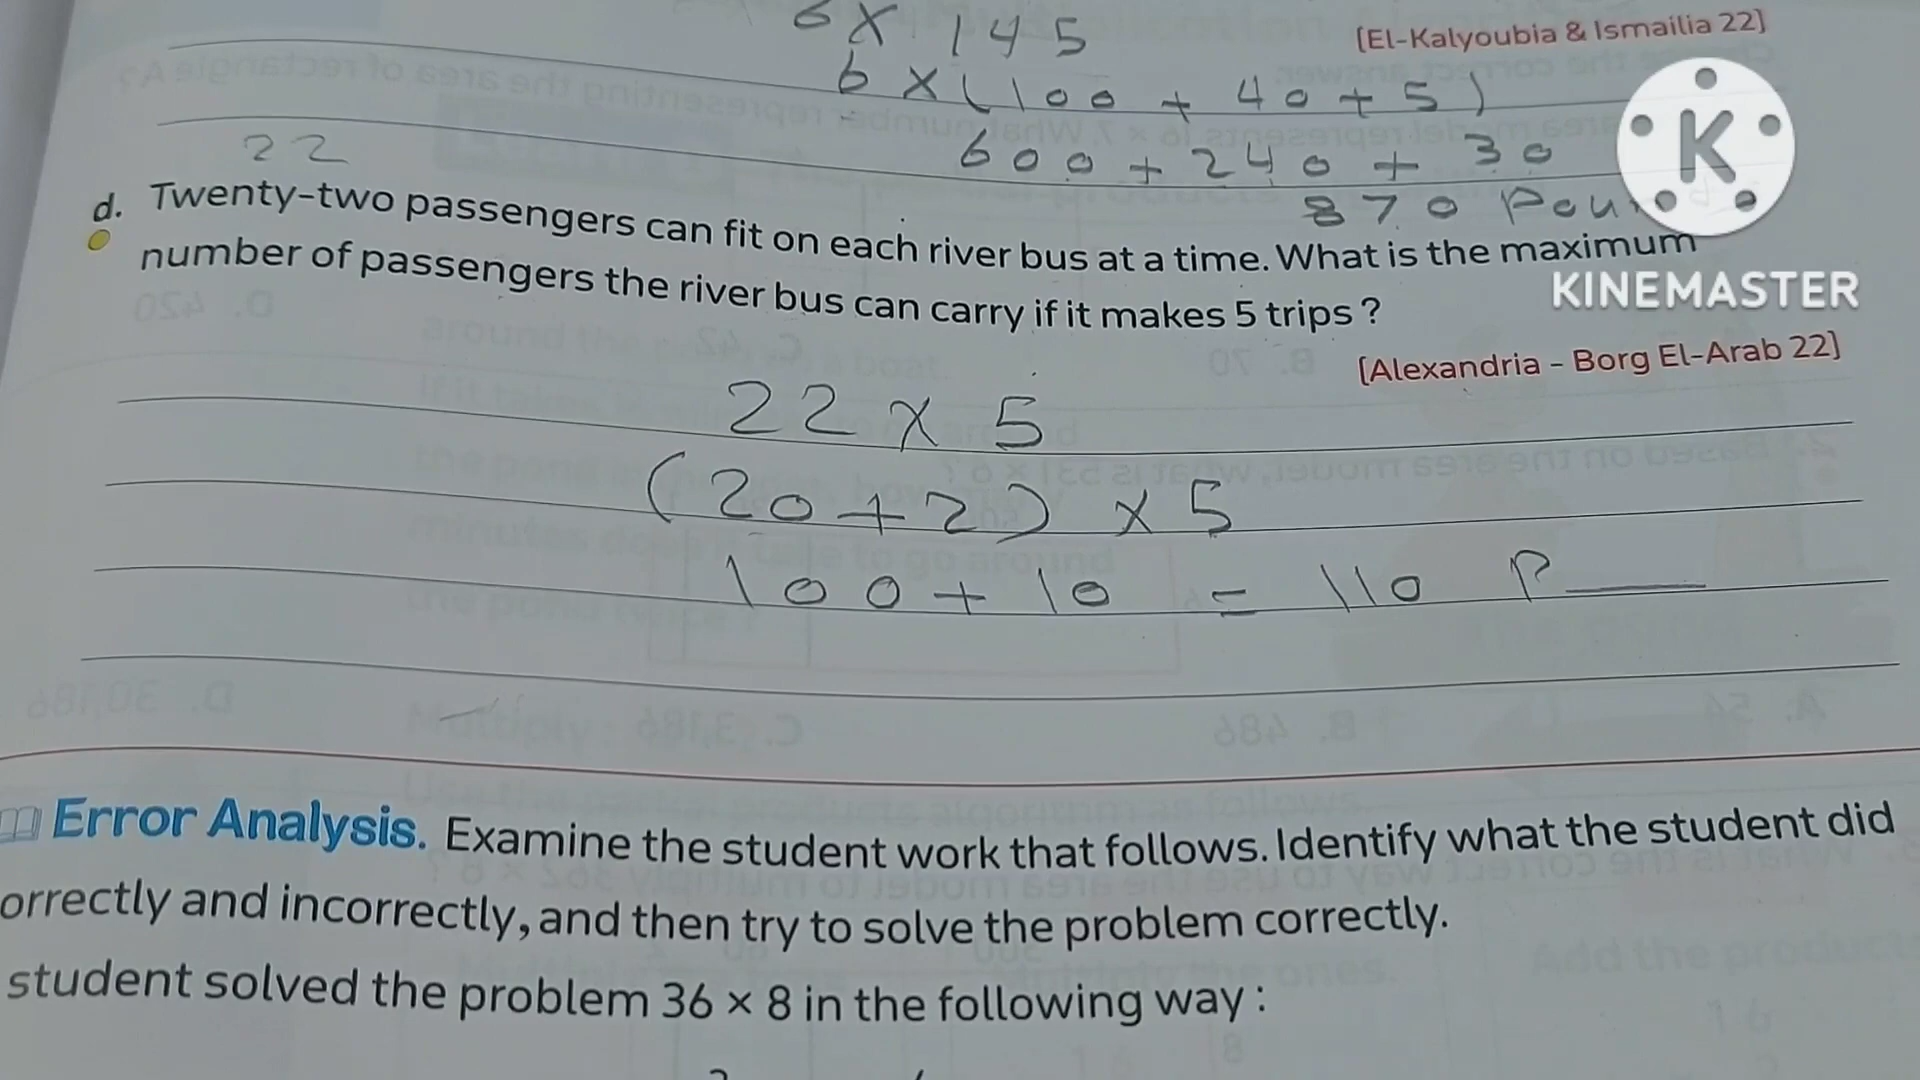 6 × 145
[El-Kalyoubia & Ismailia 22]
6 × (100 + 40 + 5)
600 + 240 + 30
870 Poun
22
K
KINEMASTER
d. Twenty-two passengers can fit on each river bus at a time. What is the maximum
number of passengers the river bus can carry if it makes 5 trips ?
[Alexandria - Borg El-Arab 22]
22 × 5
(20 + 2) × 5
100 + 10 = 110 P
Error Analysis. Examine the student work that follows. Identify what the student did
orrectly and incorrectly, and then try to solve the problem correctly.
student solved the problem 36 × 8 in the following way :